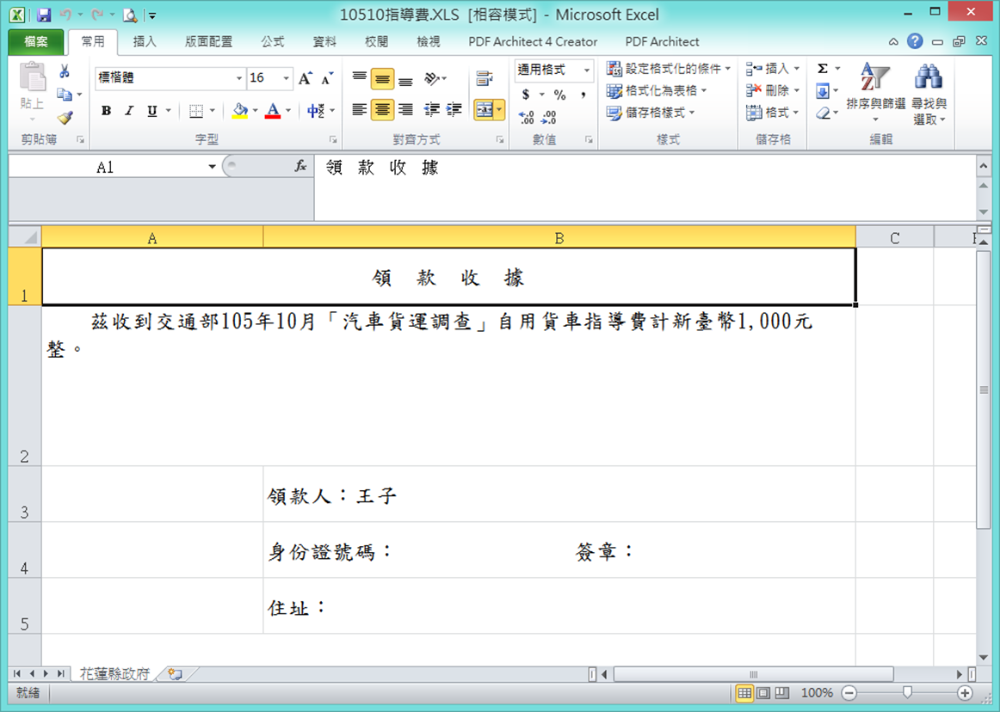 10510指導費.XLS [相容模式] - Microsoft Excel
檔案 常用 插入 版面配置 公式 資料 校閱 檢視 PDF Architect 4 Creator PDF Architect
標楷體 16 通用格式 設定格式化的條件 插入 Σ
貼上 格式化為表格 刪除 排序與篩選 尋找與選取
B I U 儲存格樣式 格式
剪貼簿 字型 對齊方式 數值 樣式 儲存格 編輯
A1 fx 領 款 收 據
A B C
1 領 款 收 據
茲收到交通部105年10月「汽車貨運調查」自用貨車指導費計新臺幣1,000元
整。
2
3 領款人：王子
4 身份證號碼： 簽章：
5 住址：
花蓮縣政府
就緒 100%